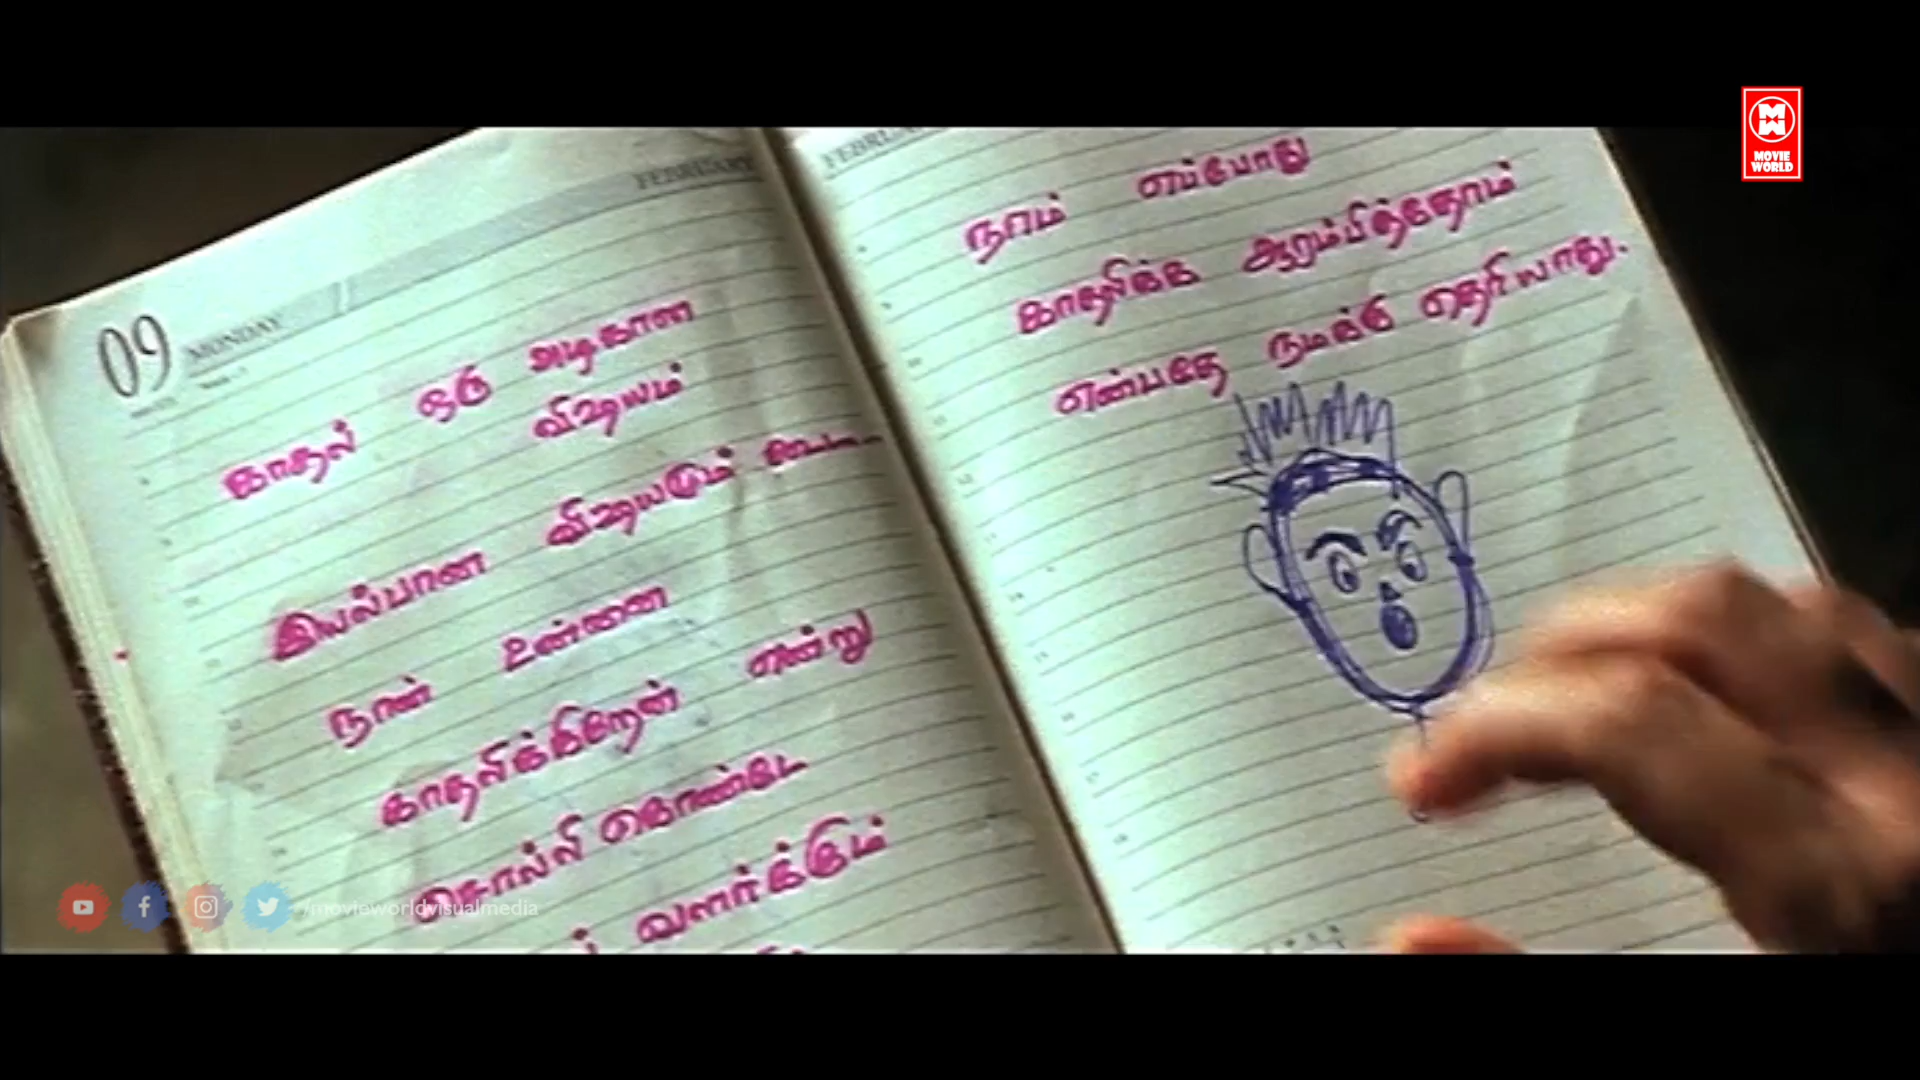 09 MONDAY
FEBRUARY
காதல் ஒரு அழகான
விஷயம்
இயல்பான விஷயமும் கூட..
நான் உன்னை
காதலிக்கிறேன் என்று
சொல்லி கொண்டே
வளர்க்கும்
நாம் எப்போது
காதலிக்க ஆரம்பித்தோம்
என்பதே நமக்கு தெரியாது.
MOVIE
WORLD
/movieworldvisualmedia